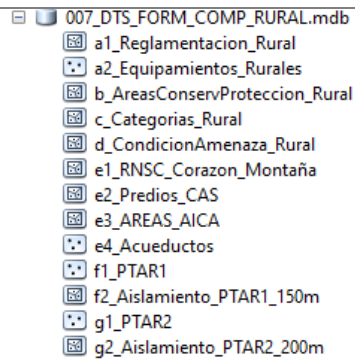 007_DTS_FORM_COMP_RURAL.mdb
a1_Reglamentacion_Rural
a2_Equipamientos_Rurales
b_AreasConservProteccion_Rural
c_Categorias_Rural
d_CondicionAmenaza_Rural
e1_RNSC_Corazon_Montaña
e2_Predios_CAS
e3_AREAS_AICA
e4_Acueductos
f1_PTAR1
f2_Aislamiento_PTAR1_150m
g1_PTAR2
g2_Aislamiento_PTAR2_200m